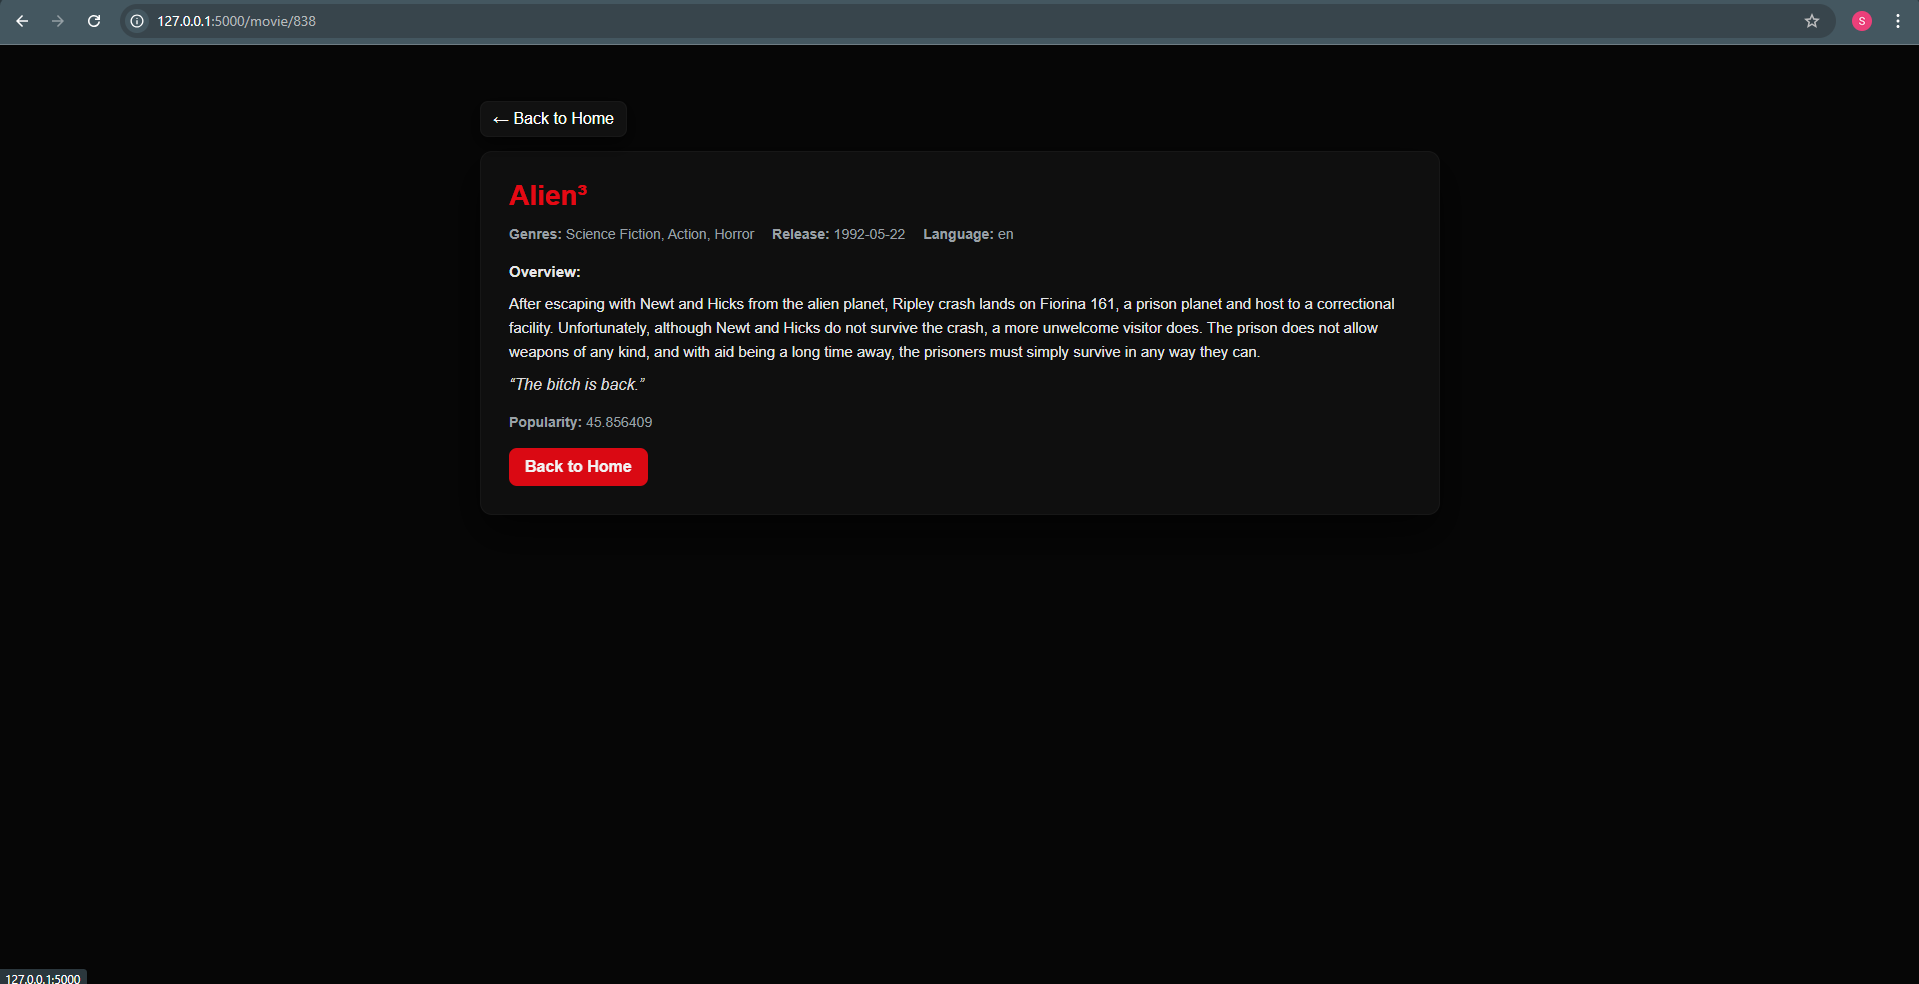 127.0.0.1:5000/movie/838
S
← Back to Home
Alien³
Genres: Science Fiction, Action, Horror Release: 1992-05-22 Language: en
Overview:
After escaping with Newt and Hicks from the alien planet, Ripley crash lands on Fiorina 161, a prison planet and host to a correctional
facility. Unfortunately, although Newt and Hicks do not survive the crash, a more unwelcome visitor does. The prison does not allow
weapons of any kind, and with aid being a long time away, the prisoners must simply survive in any way they can.
“The bitch is back.”
Popularity: 45.856409
Back to Home
127.0.0.1:5000